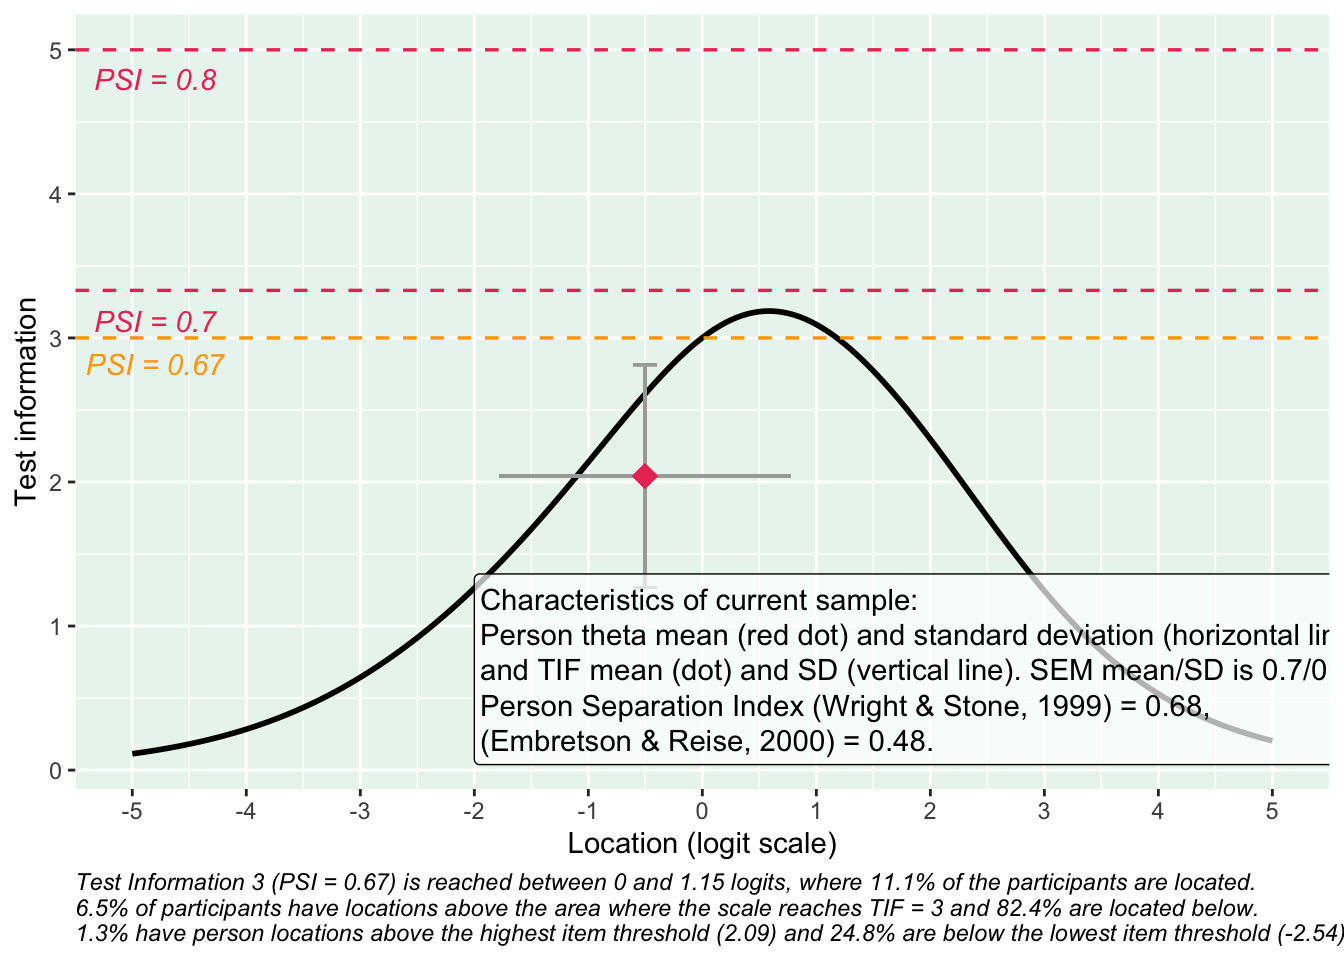 5
PSI = 0.8
4
PSI = 0.7
3
PSI = 0.67
Test information
2
1
0
Characteristics of current sample:
Person theta mean (red dot) and standard deviation (horizontal lin
and TIF mean (dot) and SD (vertical line). SEM mean/SD is 0.7/0
Person Separation Index (Wright & Stone, 1999) = 0.68,
(Embretson & Reise, 2000) = 0.48.
-5 -4 -3 -2 -1 0 1 2 3 4 5
Location (logit scale)
Test Information 3 (PSI = 0.67) is reached between 0 and 1.15 logits, where 11.1% of the participants are located.
6.5% of participants have locations above the area where the scale reaches TIF = 3 and 82.4% are located below.
1.3% have person locations above the highest item threshold (2.09) and 24.8% are below the lowest item threshold (-2.54)